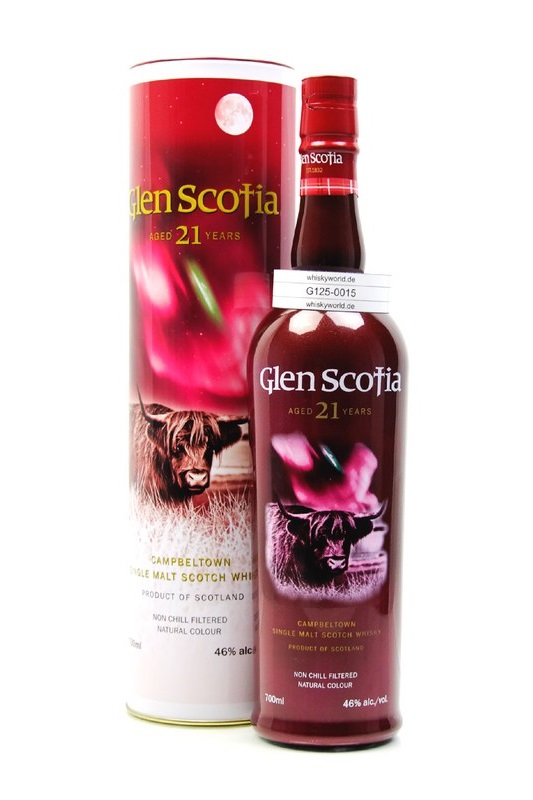 Glen Scotia
AGED 21 YEARS
CAMPBELTOWN
SINGLE MALT SCOTCH
PRODUCT OF SCOTLAND
NON CHILL FILTERED
NATURAL COLOUR
46% alc
Glen Scotia
whiskyworld.de
G125-0015
whiskyworld.de
Glen Scotia
AGED 21 YEARS
CAMPBELTOWN
SINGLE MALT SCOTCH WHISKY
PRODUCT OF SCOTLAND
NON CHILL FILTERED
NATURAL COLOUR
700ml 46% alc./vol.